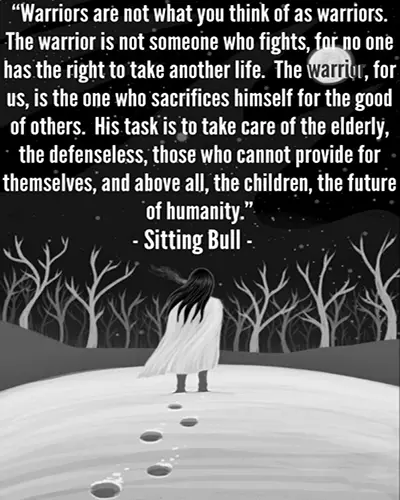 “Warriors are not what you think of as warriors.
The warrior is not someone who fights, for no one
has the right to take another life.  The warrior, for
us, is the one who sacrifices himself for the good
of others.  His task is to take care of the elderly,
the defenseless, those who cannot provide for
themselves, and above all, the children, the future
of humanity.”
- Sitting Bull -